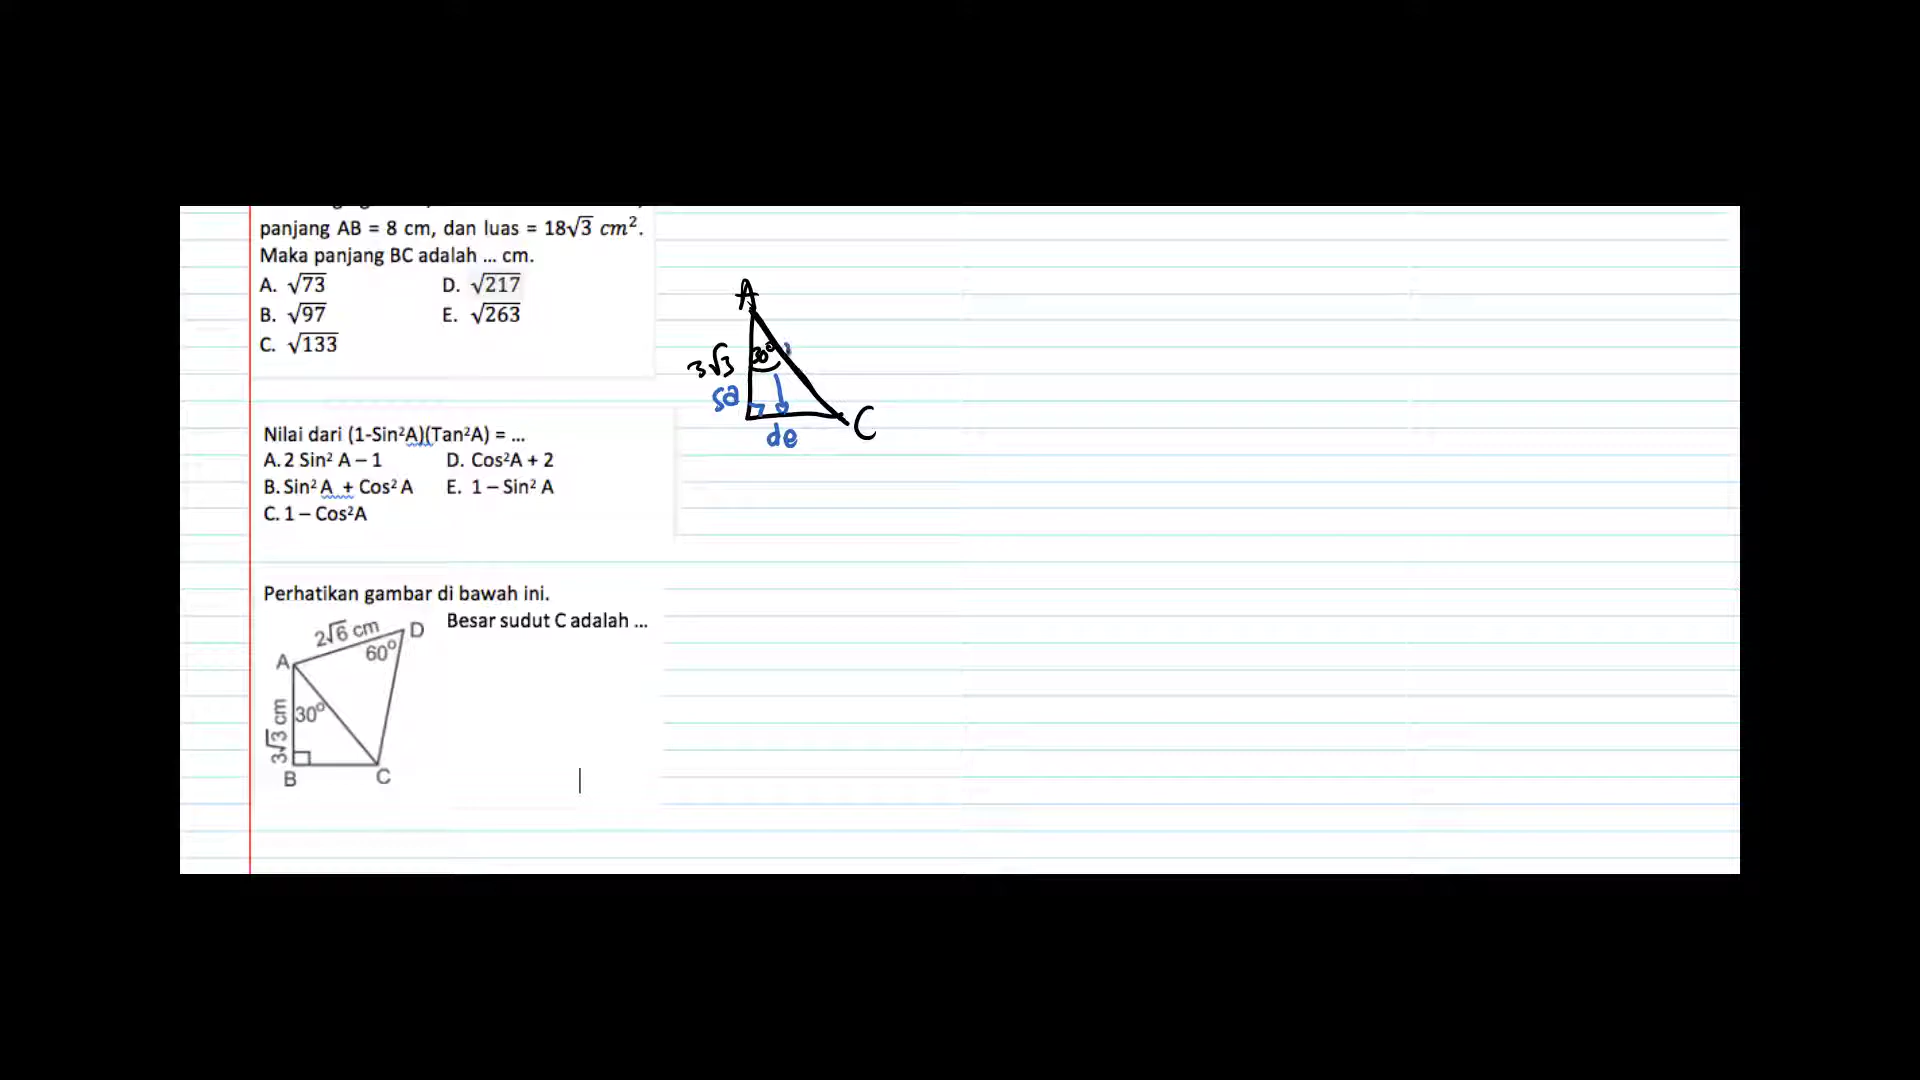 panjang AB = 8 cm, dan luas = 18√3 cm².
Maka panjang BC adalah ... cm.
A. √73 D. √217
B. √97 E. √263
C. √133
Nilai dari (1-Sin²A)(Tan²A) = ...
A. 2 Sin² A – 1 D. Cos²A + 2
B. Sin² A + Cos² A E. 1 – Sin² A
C. 1 – Cos²A
Perhatikan gambar di bawah ini.
Besar sudut C adalah ...
2√6 cm D
60°
A
30°
3√3 cm
B C
A
30°
3√3
sa
C
de